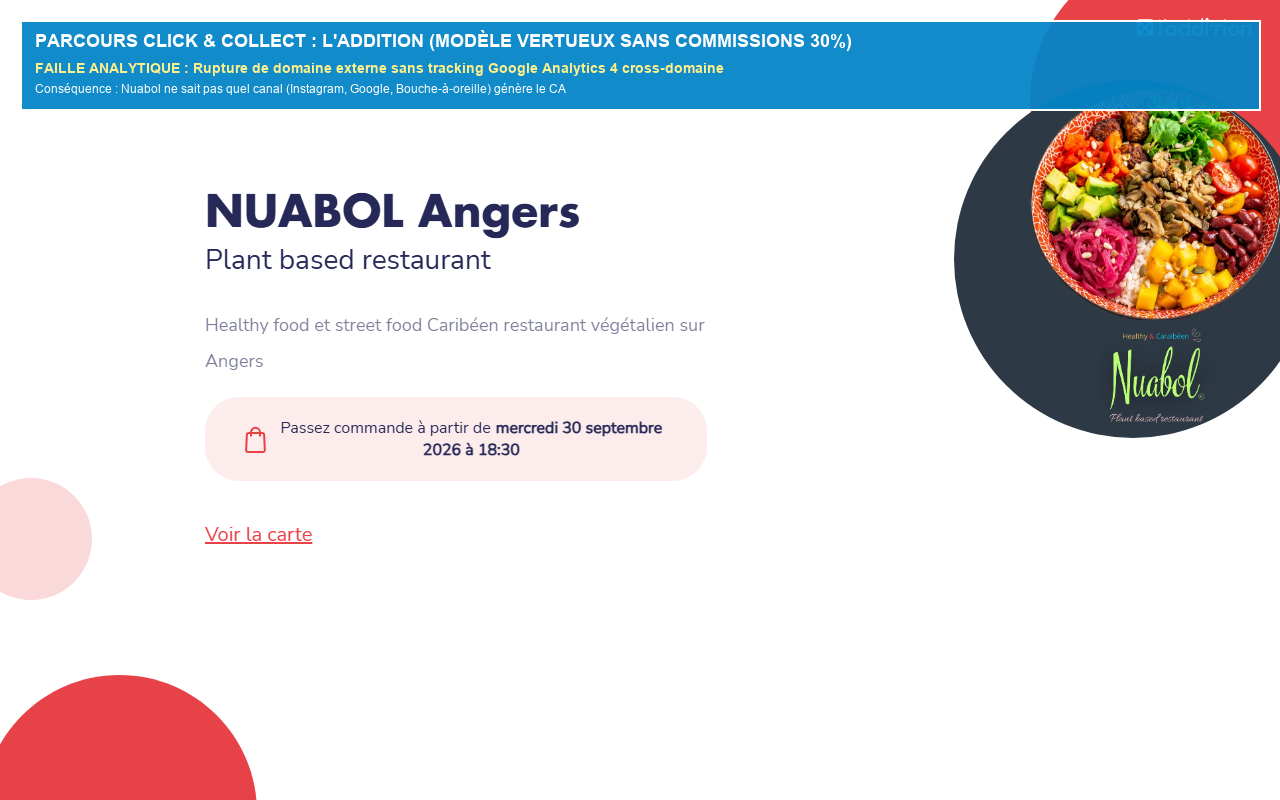 PARCOURS CLICK & COLLECT : L'ADDITION (MODÈLE VERTUEUX SANS COMMISSIONS 30%)
FAILLE ANALYTIQUE : Rupture de domaine externe sans tracking Google Analytics 4 cross-domaine
Conséquence : Nuabol ne sait pas quel canal (Instagram, Google, Bouche-à-oreille) génère le CA
l'addition
NUABOL Angers
Plant based restaurant
Healthy food et street food Caribéen restaurant végétalien sur
Angers
Passez commande à partir de mercredi 30 septembre
2026 à 18:30
Voir la carte
Healthy & Caraibéen
Nuabol
Plant based restaurant